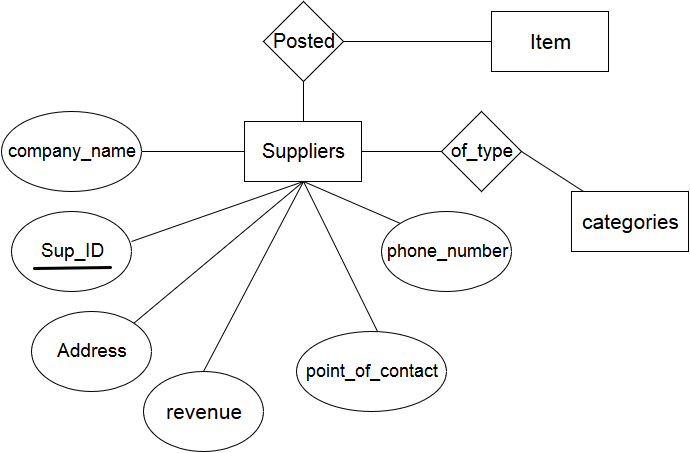 Posted
Item
company_name
Suppliers
of_type
categories
Sup_ID
phone_number
Address
point_of_contact
revenue